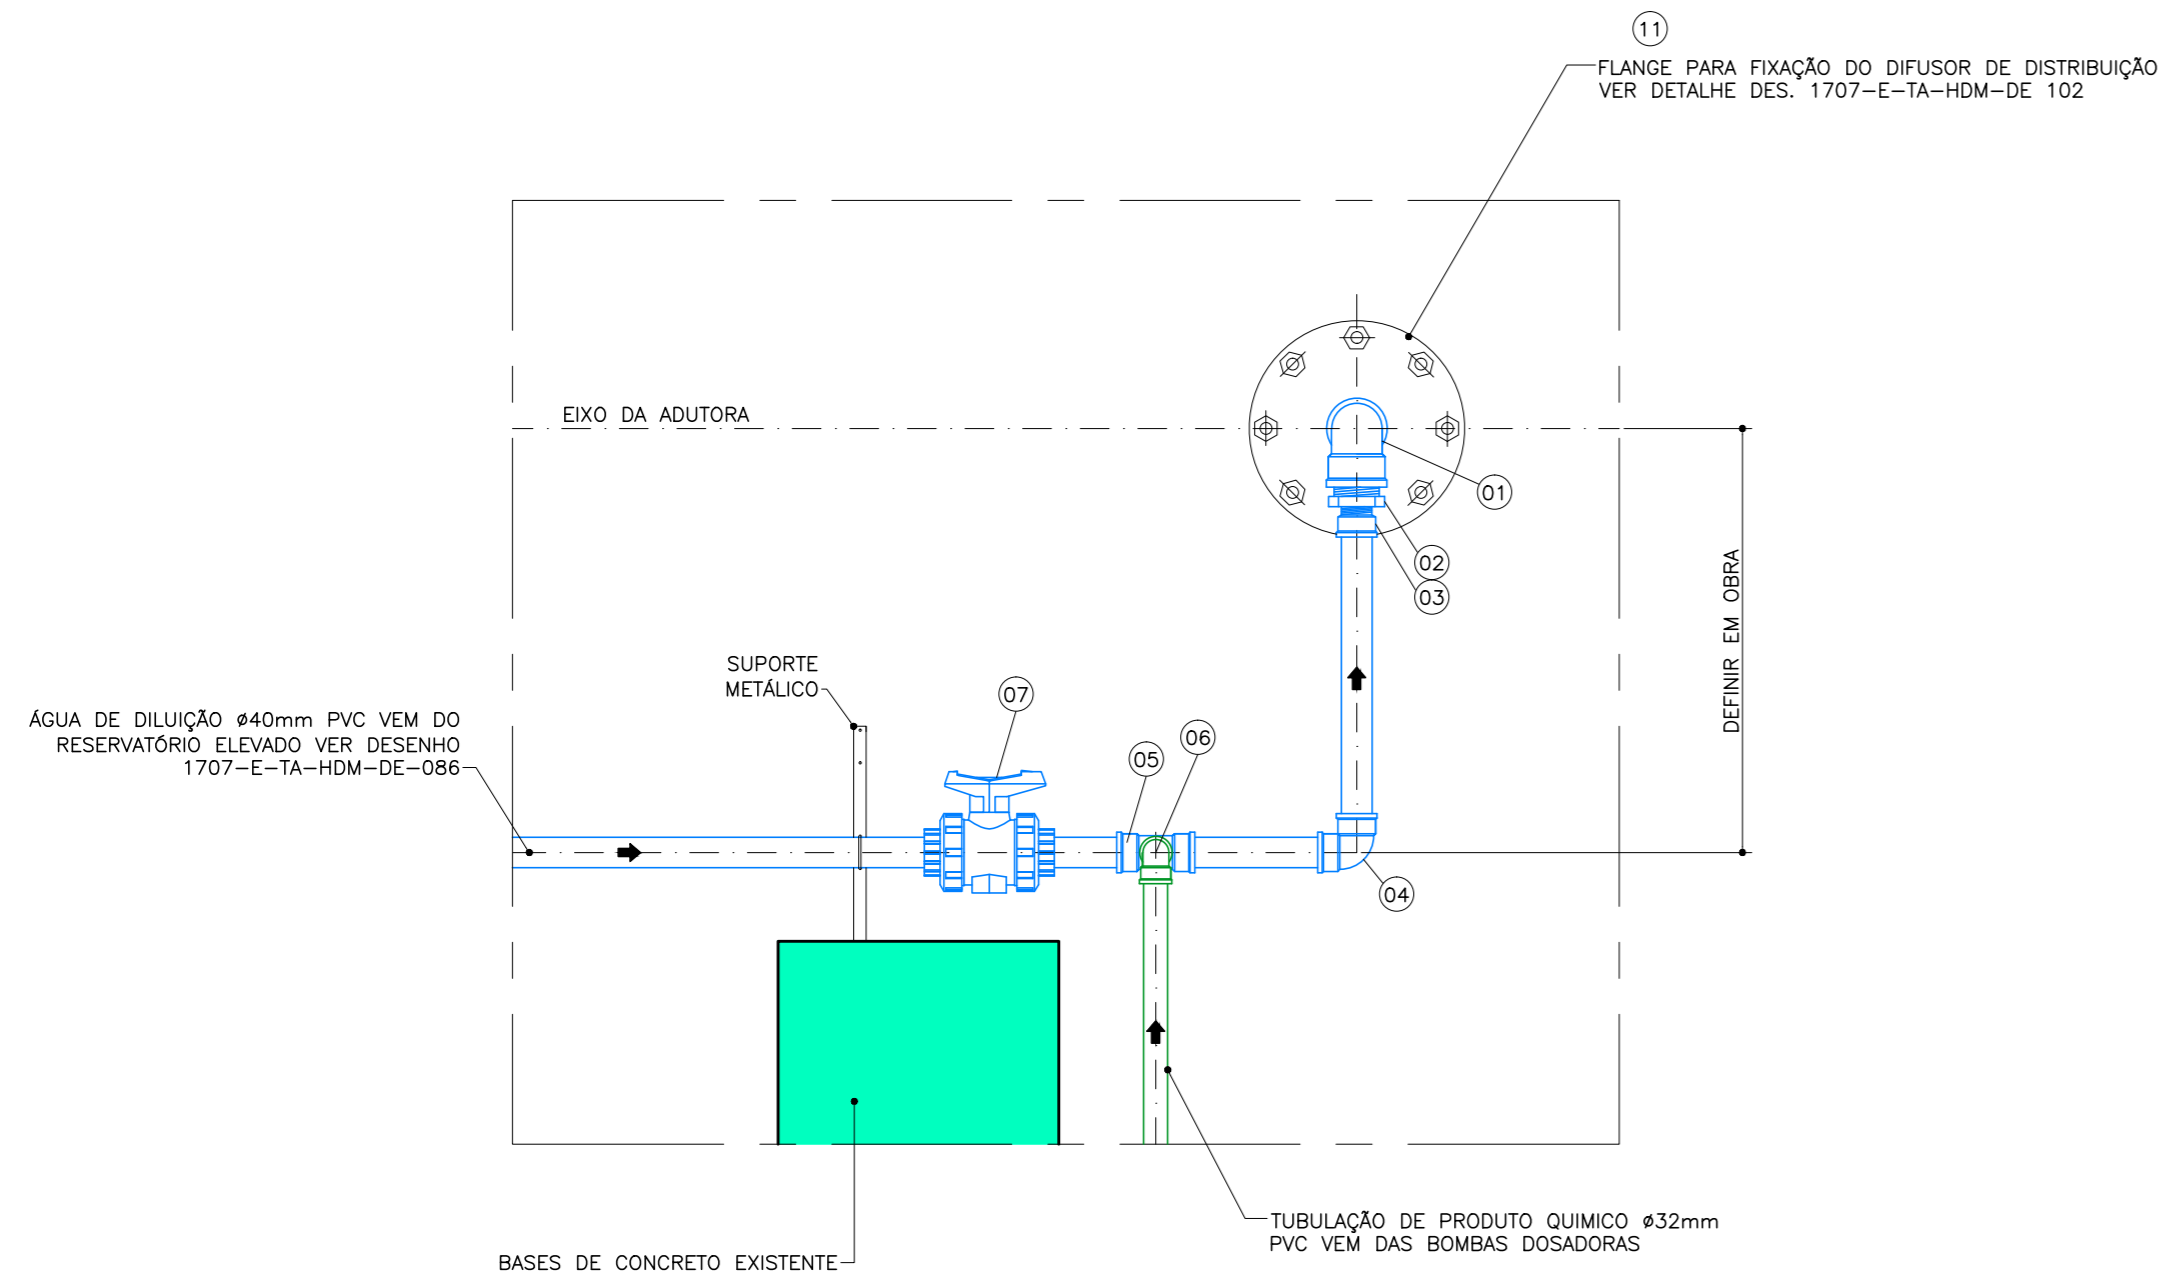 11
FLANGE PARA FIXAÇÃO DO DIFUSOR DE DISTRIBUIÇÃO
VER DETALHE DES. 1707-E-TA-HDM-DE 102
EIXO DA ADUTORA
01
02
03
DEFINIR EM OBRA
SUPORTE
METÁLICO
07
ÁGUA DE DILUIÇÃO Ø40mm PVC VEM DO
RESERVATÓRIO ELEVADO VER DESENHO
1707-E-TA-HDM-DE-086
05
06
04
TUBULAÇÃO DE PRODUTO QUIMICO Ø32mm
PVC VEM DAS BOMBAS DOSADORAS
BASES DE CONCRETO EXISTENTE